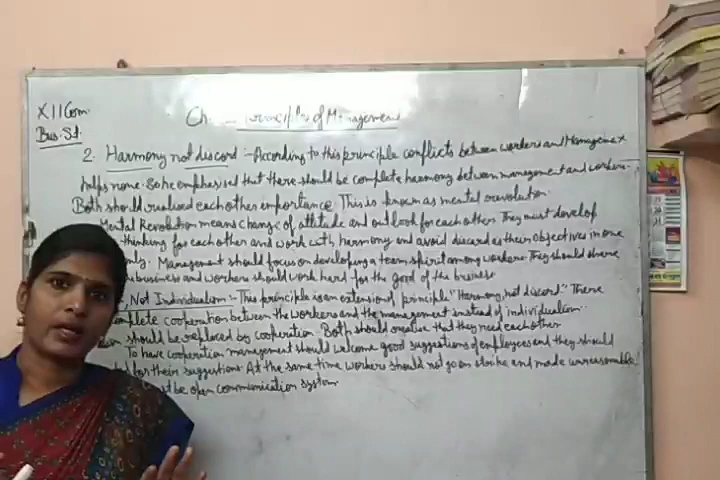 XII Com
Bus. St.
Ch. Principles of Management
2. Harmony not discord :- According to this principle conflicts between workers and
helps none. So he emphasised that there should be complete harmony between management and workers.
Both should realised each other importance. This is known as mental revolution.
Mental Revolution means change of attitude and outlook for each other. They must develop
thinking for each other and work with harmony and avoid discord as their objectives in one
only. Management should focus on developing a team spirit among workers. They should share
business and workers should work hard for the good of the business
Not Individualism :- This principle is an extension of principle "Harmony, not discord." There
complete cooperation between the workers and the management instead of individualism.
should be replaced by cooperation. Both should that they need each other
To have cooperation management should welcome good suggestions of employees and they should
for their suggestions. At the same time workers should not go on strike and made unreasonable
be open communication system.